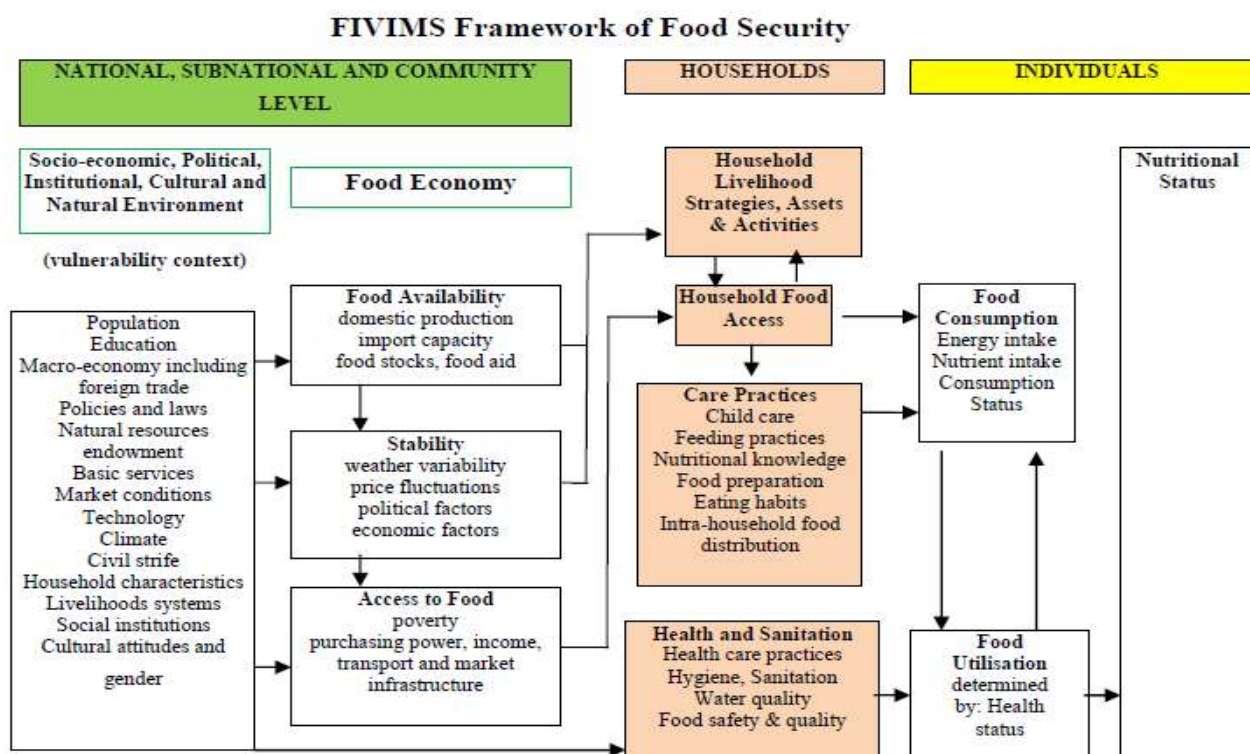 FIVIMS Framework of Food Security
NATIONAL, SUBNATIONAL AND COMMUNITY
LEVEL
HOUSEHOLDS
INDIVIDUALS
Socio-economic, Political,
Institutional, Cultural and
Natural Environment
(vulnerability context)
Population
Education
Macro-economy including
foreign trade
Policies and laws
Natural resources
endowment
Basic services
Market conditions
Technology
Climate
Civil strife
Household characteristics
Livelihoods systems
Social institutions
Cultural attitudes and
gender
Food Economy
Food Availability
domestic production
import capacity
food stocks, food aid
Stability
weather variability
price fluctuations
political factors
economic factors
Access to Food
poverty
purchasing power, income,
transport and market
infrastructure
Household
Livelihood
Strategies, Assets
& Activities
Household Food
Access
Care Practices
Child care
Feeding practices
Nutritional knowledge
Food preparation
Eating habits
Intra-household food
distribution
Health and Sanitation
Health care practices
Hygiene, Sanitation
Water quality
Food safety & quality
Food
Consumption
Energy intake
Nutrient intake
Consumption
Status
Food
Utilisation
determined
by: Health
status
Nutritional
Status